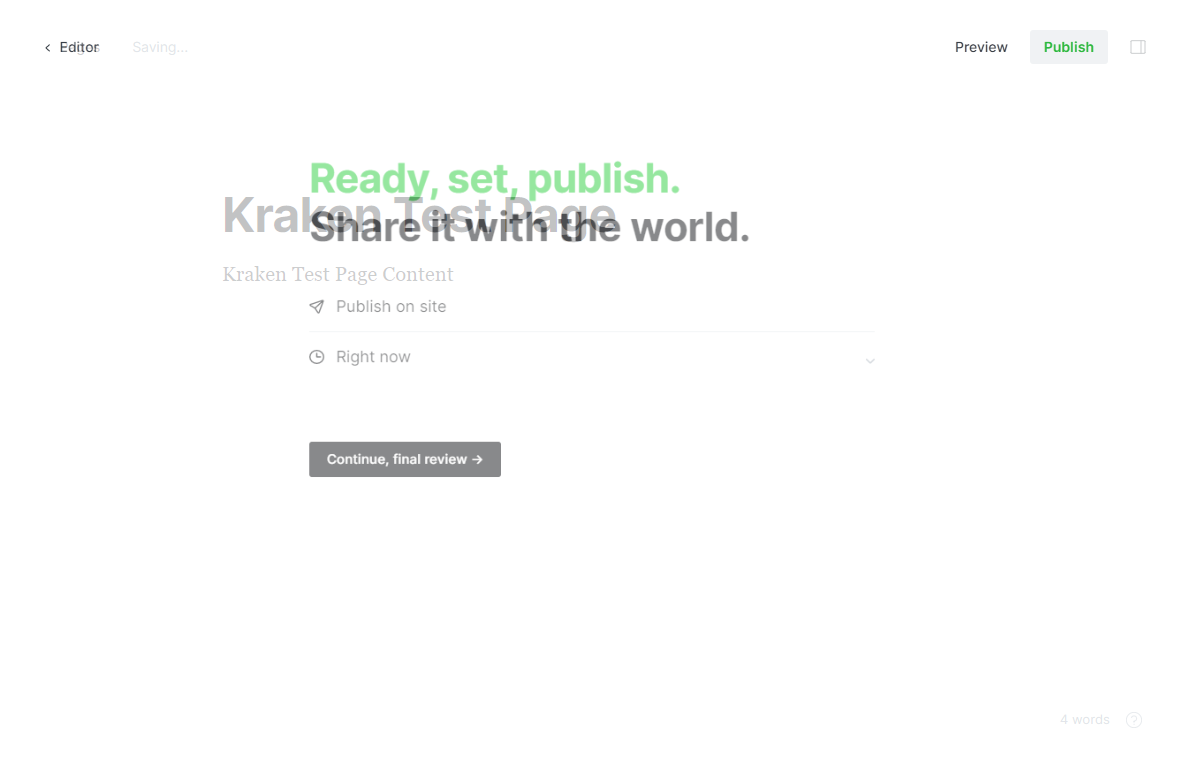 Editor
Saving...
Preview
Publish
Ready, set, publish.
Kraken Test Page
Share it with the world.
Kraken Test Page Content
Publish on site
Right now
Continue, final review →
4 words
?